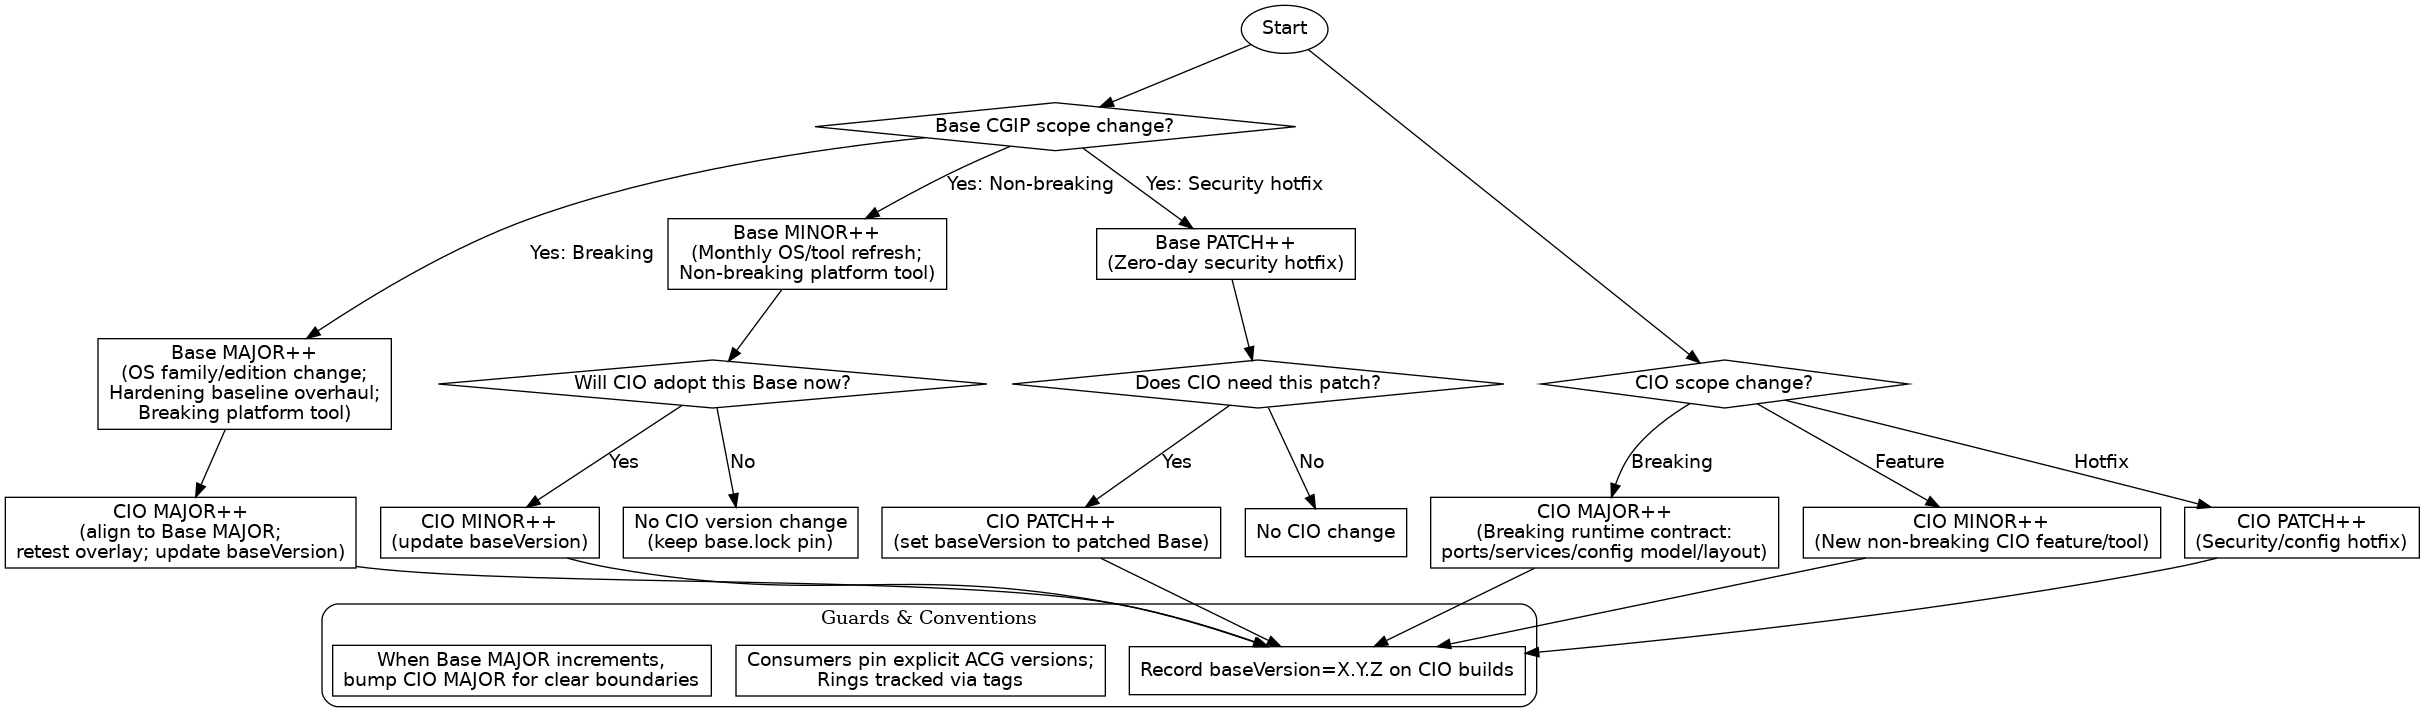 Start
Base CGIP scope change?
Yes: Non-breaking
Yes: Security hotfix
Yes: Breaking
Base MINOR++
(Monthly OS/tool refresh;
Non-breaking platform tool)
Base PATCH++
(Zero-day security hotfix)
Base MAJOR++
(OS family/edition change;
Hardening baseline overhaul;
Breaking platform tool)
Will CIO adopt this Base now?
Does CIO need this patch?
CIO scope change?
Yes
No
Yes
No
Breaking
Feature
Hotfix
CIO MAJOR++
(align to Base MAJOR;
retest overlay; update baseVersion)
CIO MINOR++
(update baseVersion)
No CIO version change
(keep base.lock pin)
CIO PATCH++
(set baseVersion to patched Base)
No CIO change
CIO MAJOR++
(Breaking runtime contract:
ports/services/config model/layout)
CIO MINOR++
(New non-breaking CIO feature/tool)
CIO PATCH++
(Security/config hotfix)
Guards & Conventions
When Base MAJOR increments,
bump CIO MAJOR for clear boundaries
Consumers pin explicit ACG versions;
Rings tracked via tags
Record baseVersion=X.Y.Z on CIO builds